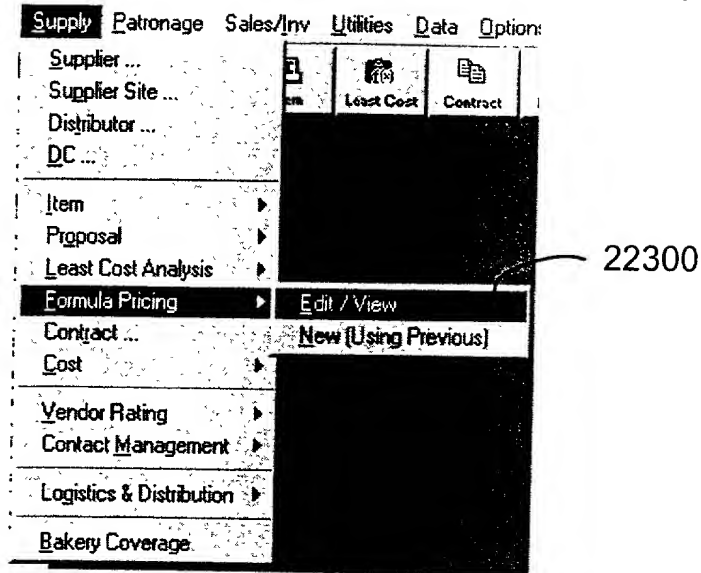 Supply Patronage Sales/Inv Utilities Data Option
Supplier ...
Supplier Site ...
Distributor ...
DC ...
Least Cost Contract
Item
Proposal
Least Cost Analysis
22300
Formula Pricing Edit / View
Contract ... New (Using Previous)
Cost
Vendor Rating
Contact Management
Logistics & Distribution
Bakery Coverage